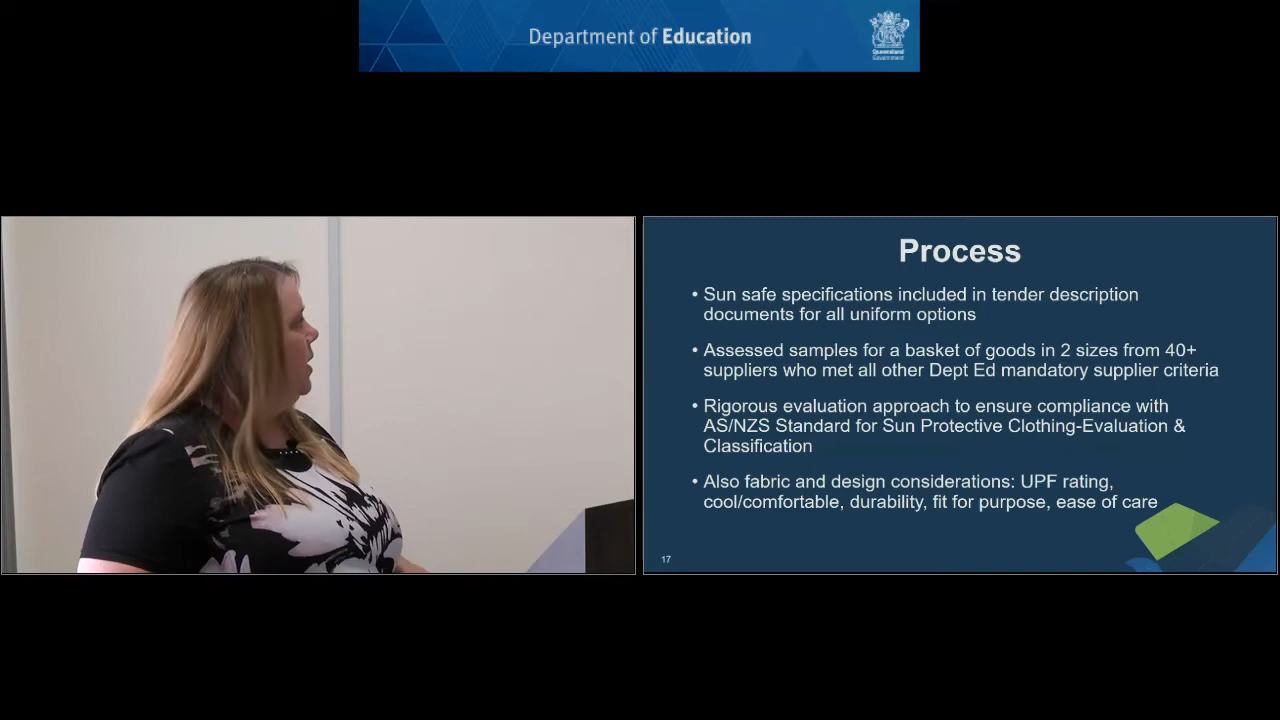 Department of Education
Queensland
Government
Process
• Sun safe specifications included in tender description
documents for all uniform options
• Assessed samples for a basket of goods in 2 sizes from 40+
suppliers who met all other Dept Ed mandatory supplier criteria
• Rigorous evaluation approach to ensure compliance with
AS/NZS Standard for Sun Protective Clothing-Evaluation &
Classification
• Also fabric and design considerations: UPF rating,
cool/comfortable, durability, fit for purpose, ease of care
17